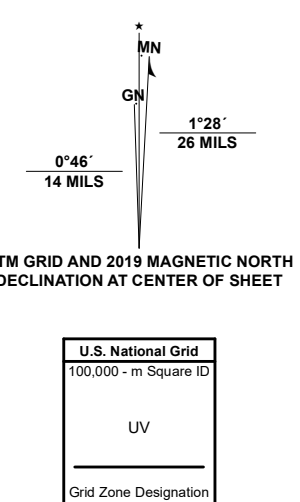 ★
MN
GN
1°28´
26 MILS
0°46´
14 MILS
TM GRID AND 2019 MAGNETIC NORTH
DECLINATION AT CENTER OF SHEET
U.S. National Grid
100,000 - m Square ID
UV
Grid Zone Designation